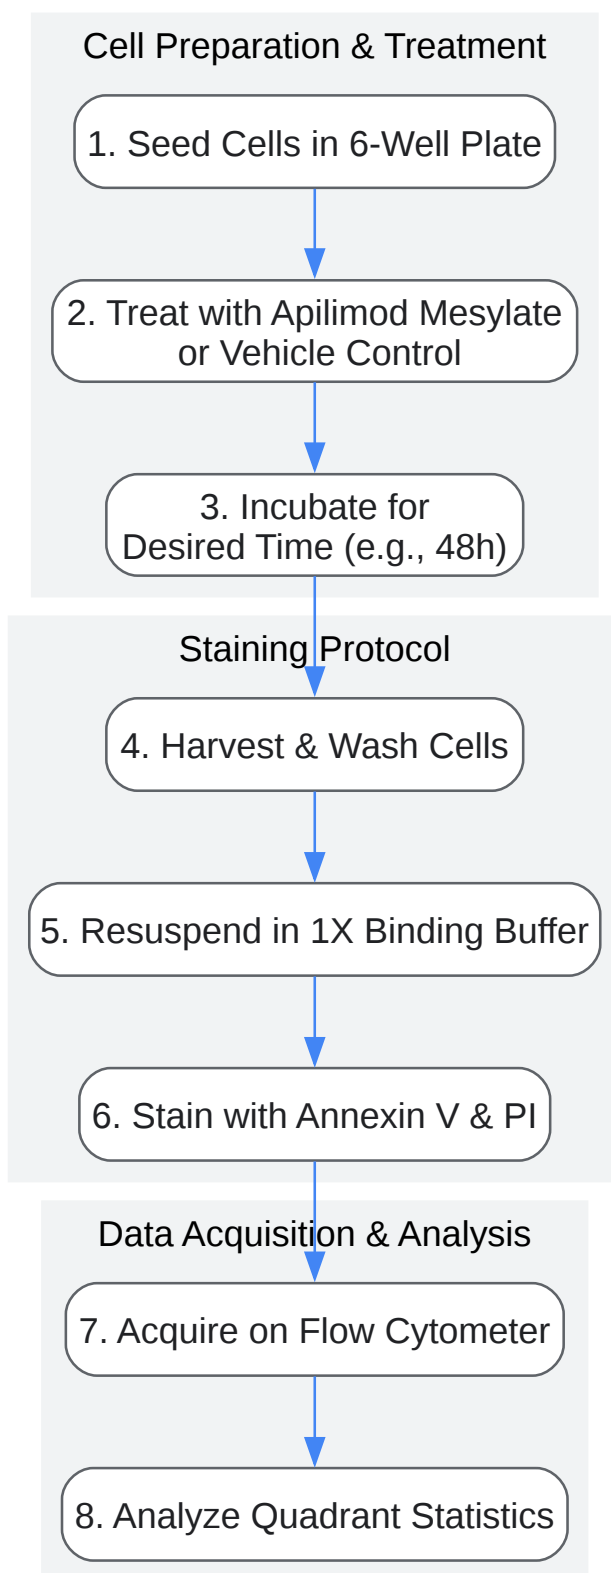 Cell Preparation & Treatment
1. Seed Cells in 6-Well Plate
2. Treat with Apilimod Mesylate
or Vehicle Control
3. Incubate for
Desired Time (e.g., 48h)
Staining Protocol
4. Harvest & Wash Cells
5. Resuspend in 1X Binding Buffer
6. Stain with Annexin V & PI
Data Acquisition & Analysis
7. Acquire on Flow Cytometer
8. Analyze Quadrant Statistics